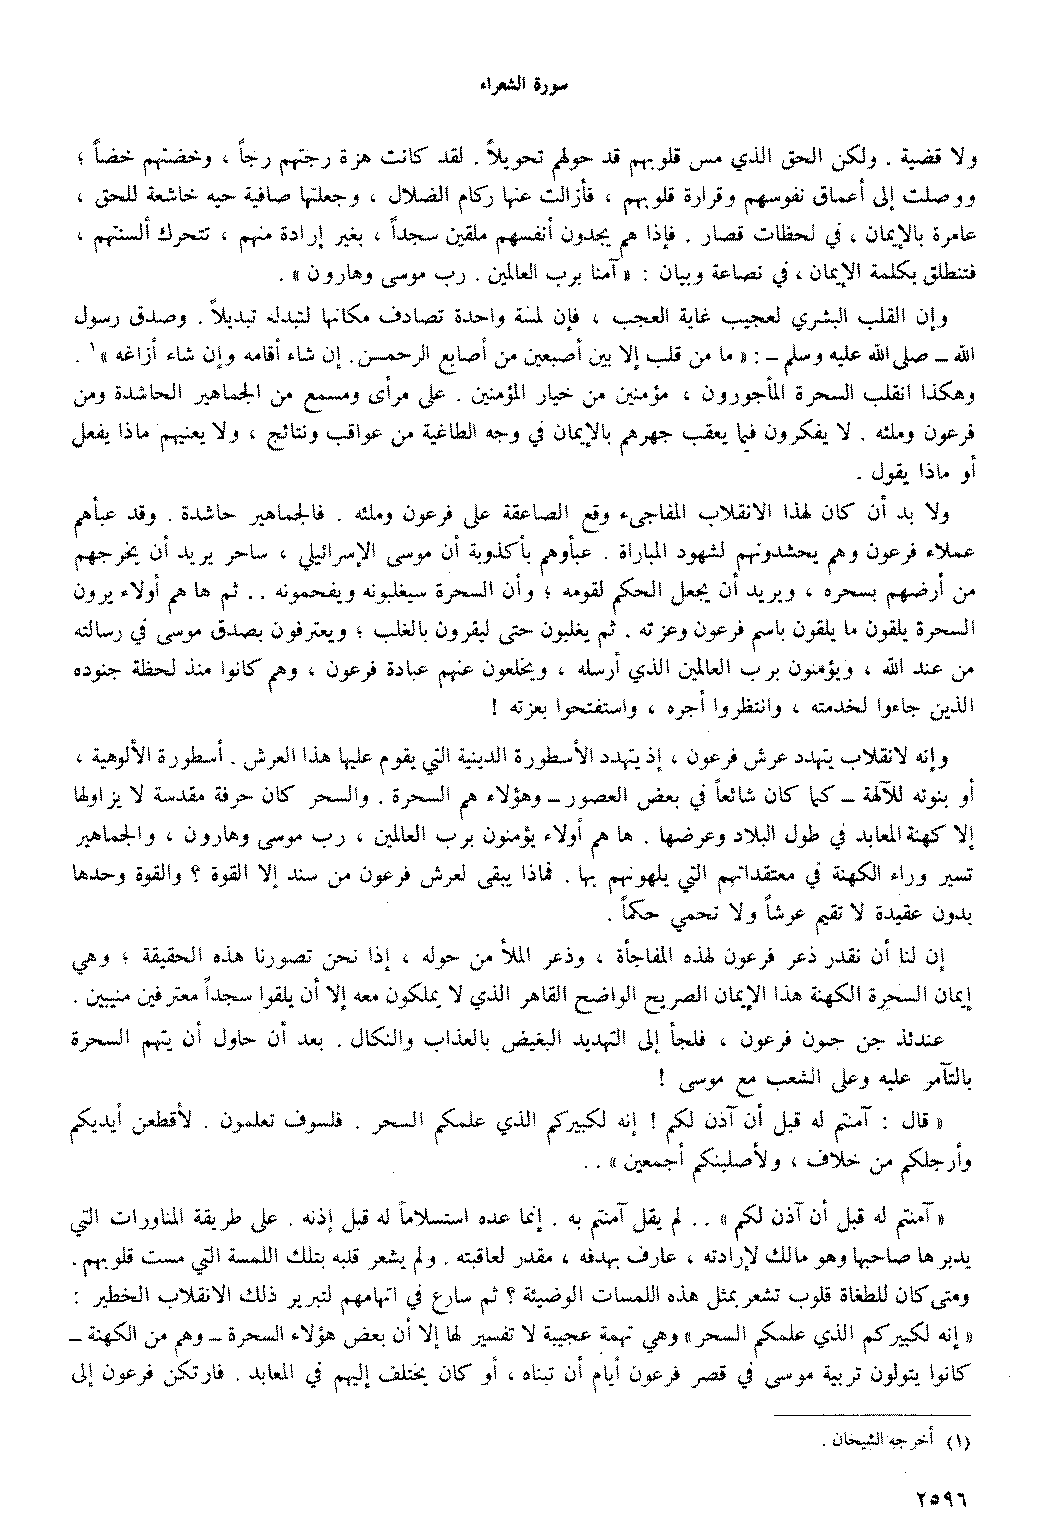 سورة الشعراء
ولا قضية . ولكن الحق الذي مس قلوبهم قد حولهم تحويلاً . لقد كانت هزة رجتهم رجاً ، وخضتهم خضاً ؛
ووصلت إلى أعماق نفوسهم وقرارة قلوبهم ، فأزالت عنها ركام الضلال ، وجعلتها صافية حيه خاشعة للحق ،
عامرة بالإيمان ، في لحظات قصار . فإذا هم يجدون أنفسهم ملقين سجداً ، بغير إرادة منهم ، تتحرك ألسنتهم ،
فتنطلق بكلمة الإيمان ، في نصاعة وبيان : « آمنا برب العالمين . رب موسى وهارون » .
وإن القلب البشري لعجيب غاية العجب ، فإن لمسة واحدة تصادف مكانها لتبدله تبديلاً . وصدق رسول
الله – صلى الله عليه وسلم – : « ما من قلب إلا بين أصبعين من أصابع الرحمن. إن شاء أقامه وإن شاء أزاغه »١ .
وهكذا انقلب السحرة المأجورون ، مؤمنين من خيار المؤمنين . على مرأى ومسمع من الجماهير الحاشدة ومن
فرعون وملئه . لا يفكرون فيما يعقب جهرهم بالإيمان في وجه الطاغية من عواقب ونتائج ، ولا يعنيهم ماذا يفعل
أو ماذا يقول .
ولا بد أن كان لهذا الانقلاب المفاجىء وقع الصاعقة على فرعون وملئه . فالجماهير حاشدة . وقد عبأهم
عملاء فرعون وهم يحشدونهم لشهود المباراة . عبأوهم بأكذوبة أن موسى الإسرائيلي ، ساحر يريد أن يخرجهم
من أرضهم بسحره ، ويريد أن يجعل الحكم لقومه ؛ وأن السحرة سيغلبونه ويفحمونه .. ثم ها هم أولاء يرون
السحرة يلقون ما يلقون باسم فرعون وعزته . ثم يغلبون حتى ليقرون بالغلب ؛ ويعترفون بصدق موسى في رسالته
من عند الله ، ويؤمنون برب العالمين الذي أرسله ، ويخلعون عنهم عبادة فرعون ، وهم كانوا منذ لحظة جنوده
الذين جاءوا لخدمته ، وانتظروا أجره ، واستفتحوا بعزته !
وإنه لانقلاب يتهدد عرش فرعون ، إذ يتهدد الأسطورة الدينية التي يقوم عليها هذا العرش . أسطورة الألوهية ،
أو بنوته للآلهة – كما كان شائعاً في بعض العصور – وهؤلاء هم السحرة . والسحر كان حرفة مقدسة لا يزاولها
إلا كهنة المعابد في طول البلاد وعرضها . ها هم أولاء يؤمنون برب العالمين ، رب موسى وهارون ، والجماهير
تسير وراء الكهنة في معتقداتهم التي يلهونهم بها . فماذا يبقى لعرش فرعون من سند إلا القوة ؟ والقوة وحدها
بدون عقيدة لا تقيم عرشاً ولا تحمي حكماً .
إن لنا أن نقدر ذعر فرعون لهذه المفاجأة ، وذعر الملأ من حوله ، إذا نحن تصورنا هذه الحقيقة ؛ وهي
إيمان السحرة الكهنة هذا الإيمان الصريح الواضح القاهر الذي لا يملكون معه إلا أن يلقوا سجداً معترفين منيبين .
عندئذ جن جنون فرعون ، فلجأ إلى التهديد البغيض بالعذاب والنكال . بعد أن حاول أن يتهم السحرة
بالتآمر عليه وعلى الشعب مع موسى !
« قال : آمنتم له قبل أن آذن لكم ! إنه لكبيركم الذي علمكم السحر . فلسوف تعلمون . لأقطعن أيديكم
وأرجلكم من خلاف ، ولأصلبنكم أجمعين » ..
« آمنتم له قبل أن آذن لكم » .. لم يقل آمنتم به . إنما عده استسلاماً له قبل إذنه . على طريقة المناورات التي
يدبرها صاحبها وهو مالك لإرادته ، عارف بهدفه ، مقدر لعاقبته . ولم يشعر قلبه بتلك اللمسة التي مست قلوبهم.
ومتى كان للطغاة قلوب تشعر بمثل هذه اللمسات الوضيئة ؟ ثم سارع في اتهامهم لتبرير ذلك الانقلاب الخطير :
« إنه لكبيركم الذي علمكم السحر» وهي تهمة عجيبة لا تفسير لها إلا أن بعض هؤلاء السحرة – وهم من الكهنة –
كانوا يتولون تربية موسى في قصر فرعون أيام أن تبناه ، أو كان يختلف إليهم في المعابد . فارتكن فرعون إلى
(١) أخرجه الشيخان .
٢٥٩٦